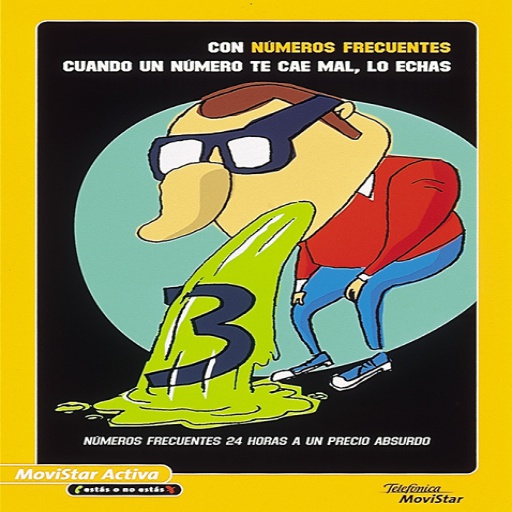 CON NÚMEROS FRECUENTES
CUANDO UN NÚMERO TE CAE MAL, LO ECHAS
3
NÚMEROS FRECUENTES 24 HORAS A UN PRECIO ABSURDO
MoviStar Activa
¿estás o no estás?
Telefónica
MoviStar